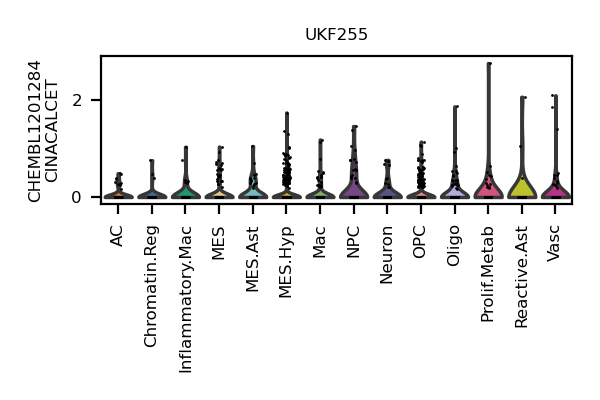 UKF255
CHEMBL1201284
CINACALCET
2
0
AC
Chromatin.Reg
Inflammatory.Mac
MES
MES.Ast
MES.Hyp
Mac
NPC
Neuron
OPC
Oligo
Prolif.Metab
Reactive.Ast
Vasc